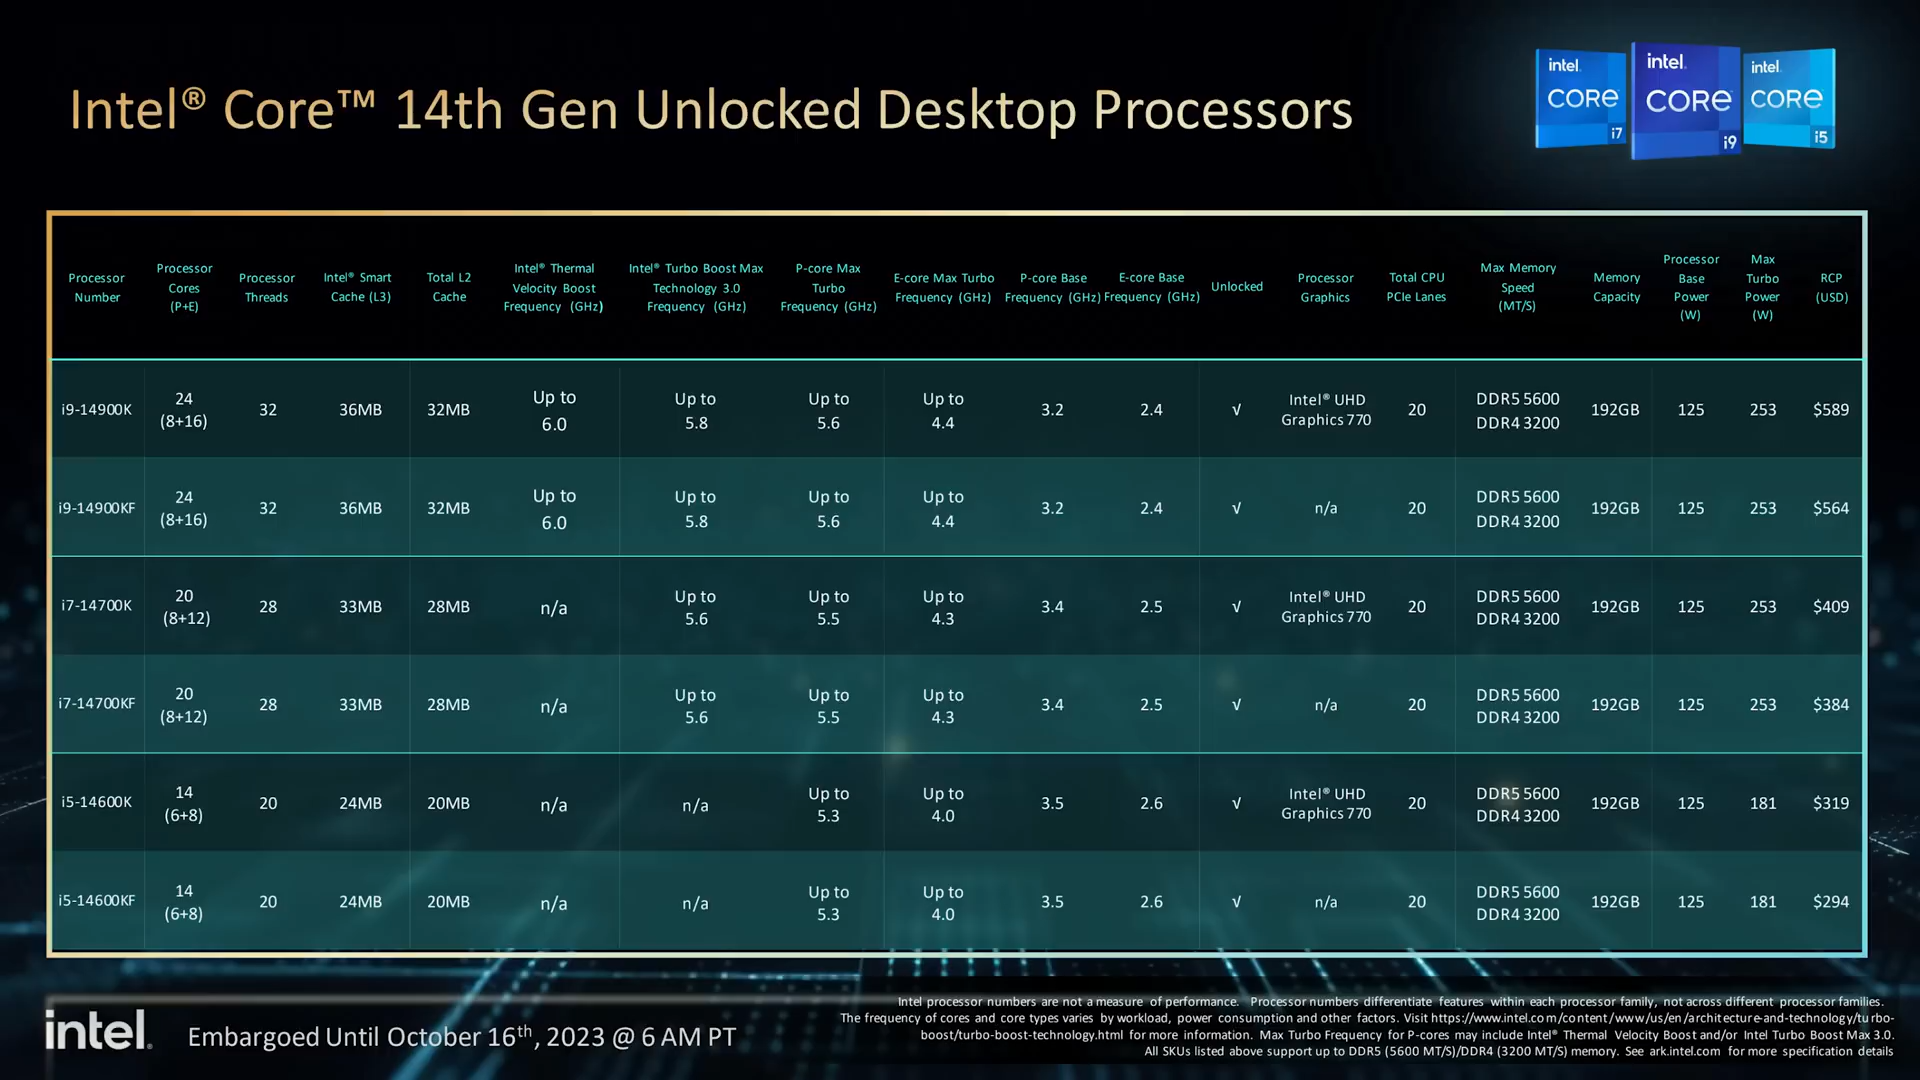 Intel® Core™ 14th Gen Unlocked Desktop Processors
intel.
CORE
i7
intel.
CORE
i9
intel.
CORE
i5
Processor Number
Processor Cores (P+E)
Processor Threads
Intel® Smart Cache (L3)
Total L2 Cache
Intel® Thermal Velocity Boost Frequency (GHz)
Intel® Turbo Boost Max Technology 3.0 Frequency (GHz)
P-core Max Turbo Frequency (GHz)
E-core Max Turbo Frequency (GHz)
P-core Base Frequency (GHz)
E-core Base Frequency (GHz)
Unlocked
Processor Graphics
Total CPU PCIe Lanes
Max Memory Speed (MT/S)
Memory Capacity
Processor Base Power (W)
Max Turbo Power (W)
RCP (USD)
i9-14900K 24 (8+16) 32 36MB 32MB Up to 6.0 Up to 5.8 Up to 5.6 Up to 4.4 3.2 2.4 √ Intel® UHD Graphics 770 20 DDR5 5600 DDR4 3200 192GB 125 253 $589
i9-14900KF 24 (8+16) 32 36MB 32MB Up to 6.0 Up to 5.8 Up to 5.6 Up to 4.4 3.2 2.4 √ n/a 20 DDR5 5600 DDR4 3200 192GB 125 253 $564
i7-14700K 20 (8+12) 28 33MB 28MB n/a Up to 5.6 Up to 5.5 Up to 4.3 3.4 2.5 √ Intel® UHD Graphics 770 20 DDR5 5600 DDR4 3200 192GB 125 253 $409
i7-14700KF 20 (8+12) 28 33MB 28MB n/a Up to 5.6 Up to 5.5 Up to 4.3 3.4 2.5 √ n/a 20 DDR5 5600 DDR4 3200 192GB 125 253 $384
i5-14600K 14 (6+8) 20 24MB 20MB n/a n/a Up to 5.3 Up to 4.0 3.5 2.6 √ Intel® UHD Graphics 770 20 DDR5 5600 DDR4 3200 192GB 125 181 $319
i5-14600KF 14 (6+8) 20 24MB 20MB n/a n/a Up to 5.3 Up to 4.0 3.5 2.6 √ n/a 20 DDR5 5600 DDR4 3200 192GB 125 181 $294
intel.
Embargoed Until October 16th, 2023 @ 6 AM PT
Intel processor numbers are not a measure of performance. Processor numbers differentiate features within each processor family, not across different processor families.
The frequency of cores and core types varies by workload, power consumption and other factors. Visit https://www.intel.com/content/www/us/en/architecture-and-technology/turbo-
boost/turbo-boost-technology.html for more information. Max Turbo Frequency for P-cores may include Intel® Thermal Velocity Boost and/or Intel Turbo Boost Max 3.0.
All SKUs listed above support up to DDR5 (5600 MT/S)/DDR4 (3200 MT/S) memory. See ark.intel.com for more specification details